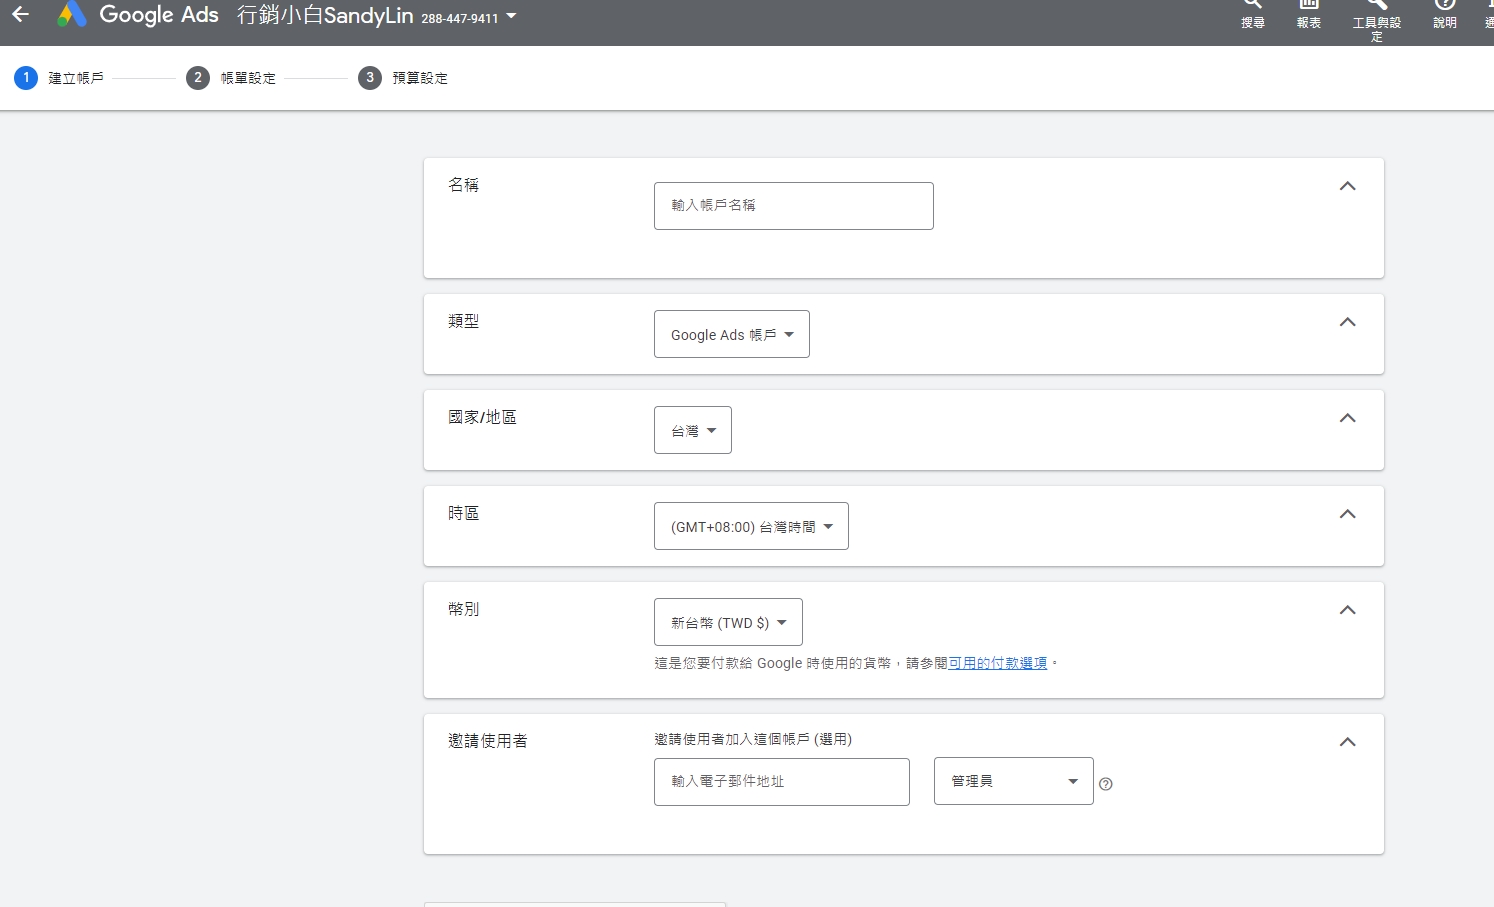 Google Ads 行銷小白SandyLin 288-447-9411
搜尋 報表 工具與設定 說明
1 建立帳戶 2 帳單設定 3 預算設定
名稱
輸入帳戶名稱
類型
Google Ads 帳戶
國家/地區
台灣
時區
(GMT+08:00) 台灣時間
幣別
新台幣 (TWD $)
這是您要付款給 Google 時使用的貨幣，請參閱可用的付款選項。
邀請使用者
邀請使用者加入這個帳戶 (選用)
輸入電子郵件地址
管理員